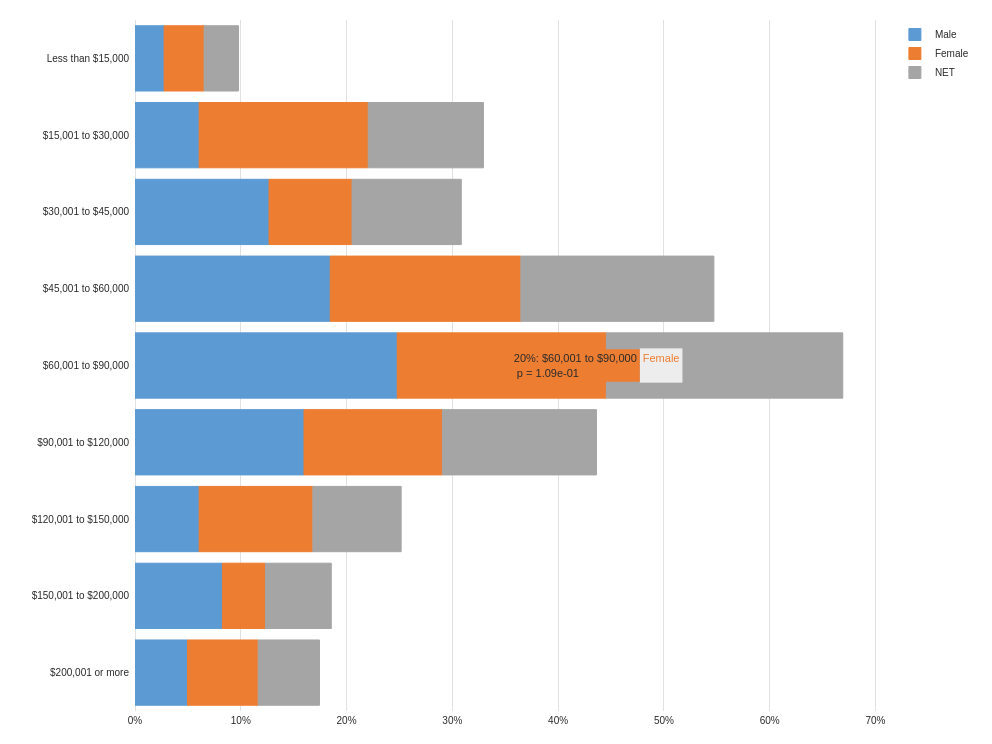 Less than $15,000
$15,001 to $30,000
$30,001 to $45,000
$45,001 to $60,000
$60,001 to $90,000
$90,001 to $120,000
$120,001 to $150,000
$150,001 to $200,000
$200,001 or more
20%: $60,001 to $90,000 Female
p = 1.09e-01
0% 10% 20% 30% 40% 50% 60% 70%
Male
Female
NET